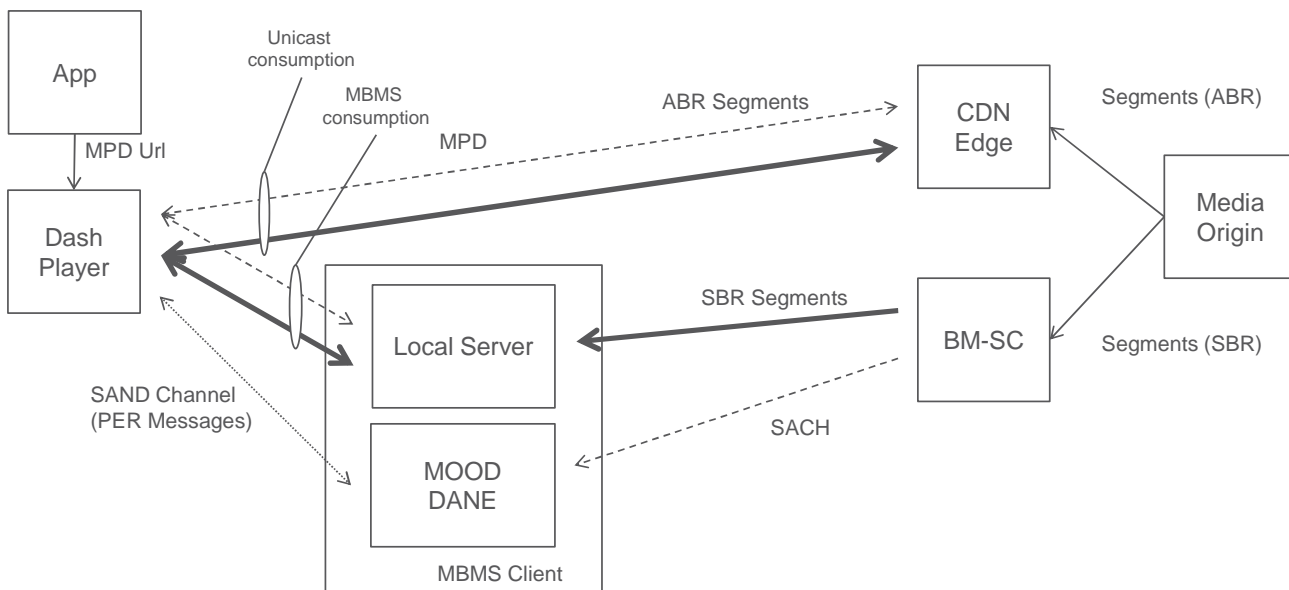 Unicast
consumption
App
MBMS
consumption
ABR Segments
MPD
CDN
Edge
Segments (ABR)
MPD Url
Dash
Player
Media
Origin
SBR Segments
Local Server
BM-SC
Segments (SBR)
SAND Channel
(PER Messages)
SACH
MOOD
DANE
MBMS Client